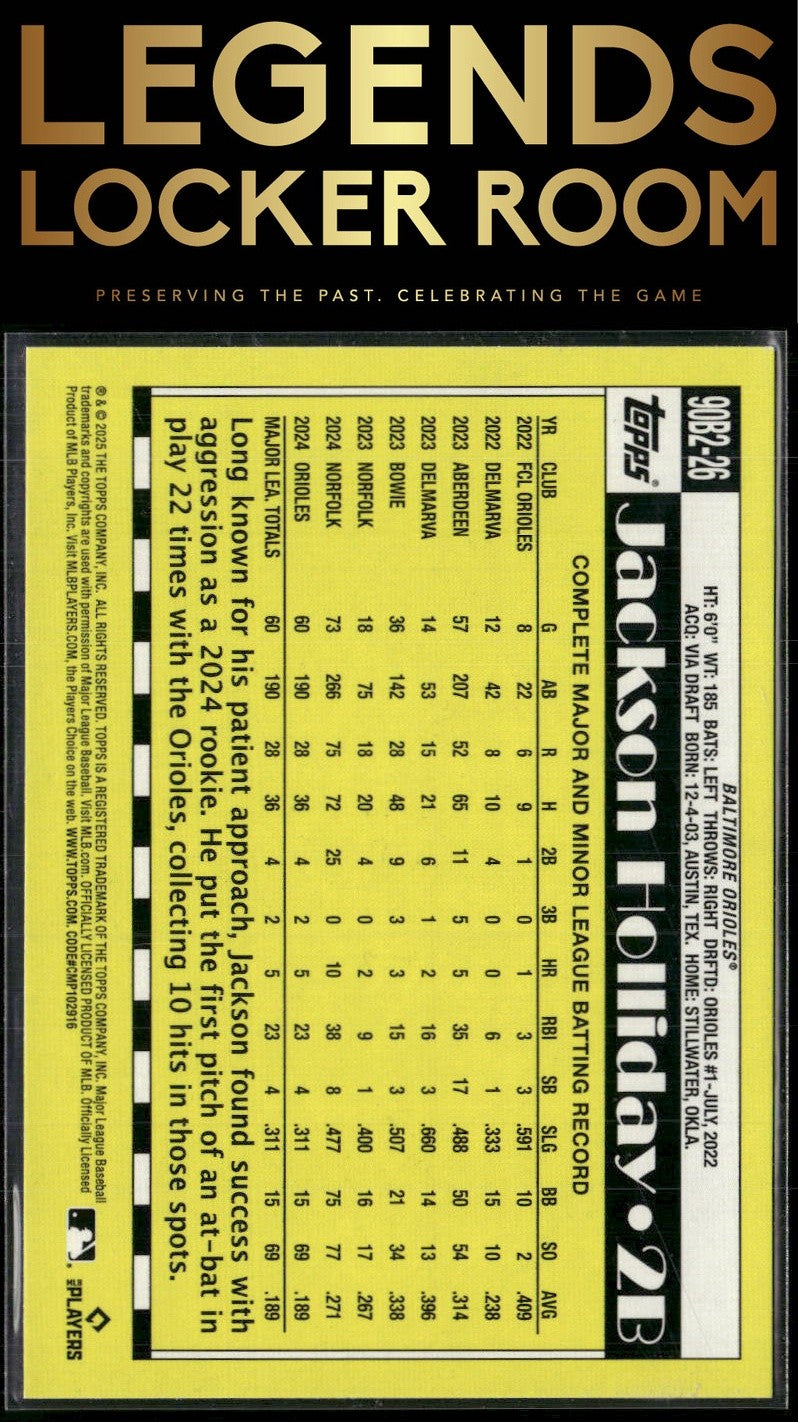 LEGENDS
LOCKER ROOM
PRESERVING THE PAST. CELEBRATING THE GAME
90B2-26
BALTIMORE ORIOLES®
HT: 6'0" WT: 185 BATS: LEFT THROWS: RIGHT DRFTD: ORIOLES #1-JULY, 2022
ACQ: VIA DRAFT BORN: 12-4-03, AUSTIN, TEX. HOME: STILLWATER, OKLA.
TOPPS® Jackson Holliday • 2B
COMPLETE MAJOR AND MINOR LEAGUE BATTING RECORD
YR CLUB G AB R H 2B 3B HR RBI SB SLG BB SO AVG
2022 FCL ORIOLES 8 22 6 9 1 0 1 3 3 .591 10 2 .409
2022 DELMARVA 12 42 8 10 4 0 0 6 1 .333 15 10 .238
2023 ABERDEEN 57 207 52 65 11 5 5 35 17 .488 50 54 .314
2023 DELMARVA 14 53 15 21 6 1 2 16 3 .660 14 13 .396
2023 BOWIE 36 142 28 48 9 3 3 15 3 .507 21 34 .338
2023 NORFOLK 18 75 18 20 4 0 2 9 1 .400 16 17 .267
2024 NORFOLK 73 266 75 72 25 0 10 38 8 .477 75 77 .271
2024 ORIOLES 60 190 28 36 4 2 5 23 4 .311 15 69 .189
MAJOR LEA. TOTALS 60 190 28 36 4 2 5 23 4 .311 15 69 .189
Long known for his patient approach, Jackson found success with
aggression as a 2024 rookie. He put the first pitch of an at-bat in
play 22 times with the Orioles, collecting 10 hits in those spots.
® & © 2025 THE TOPPS COMPANY, INC. ALL RIGHTS RESERVED. TOPPS IS A REGISTERED TRADEMARK OF THE TOPPS COMPANY, INC. Major League Baseball
trademarks and copyrights are used with permission of Major League Baseball. Visit MLB.com. OFFICIALLY LICENSED PRODUCT OF MLB. Officially Licensed
Product of MLB Players, Inc. Visit MLBPLAYERS.COM, the Players Choice on the web. WWW.TOPPS.COM. CODE#CMP102916
MLB PLAYERS